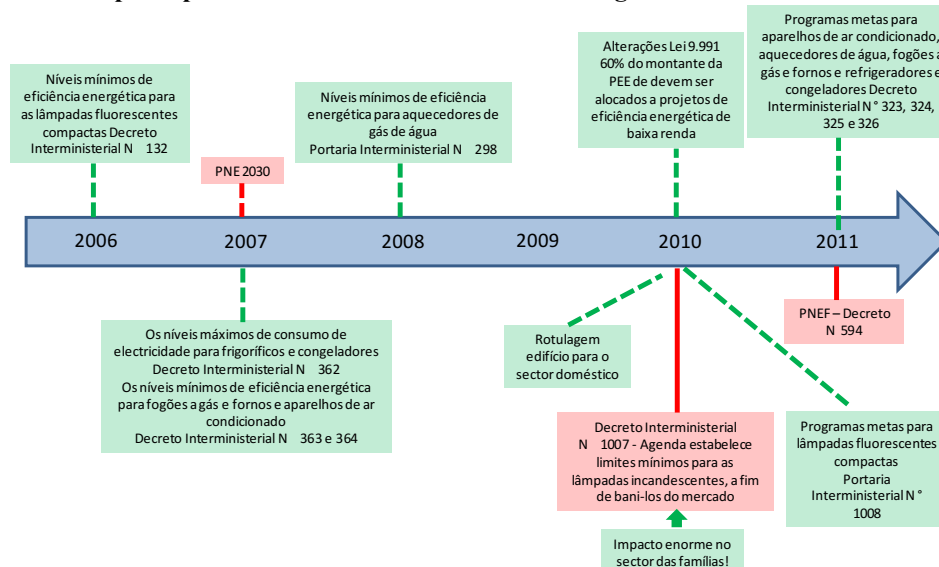 Níveis mínimos de
eficiência energética para
as lâmpadas fluorescentes
compactas Decreto
Interministerial N 132
PNE 2030
Níveis mínimos de eficiência
energética para aquecedores de
gás de água
Portaria Interministerial N 298
Alterações Lei 9.991
60% do montante da
PEE de devem ser
alocados a projetos de
eficiência energética de
baixa renda
Programas metas para
aparelhos de ar condicionado,
aquecedores de água, fogões a
gás e fornos e refrigeradores e
congeladores Decreto
Interministerial N° 323, 324,
325 e 326
2006
2007
2008
2009
2010
2011
Os níveis máximos de consumo de
electricidade para frigoríficos e congeladores
Decreto Interministerial N 362
Os níveis mínimos de eficiência energética
para fogões a gás e fornos e aparelhos de ar
condicionado
Decreto Interministerial N 363 e 364
Rotulagem
edifício para o
sector doméstico
Decreto Interministerial
N 1007 - Agenda estabelece
limites mínimos para as
lâmpadas incandescentes, a fim
de bani-los do mercado
Impacto enorme no
sector das famílias!
PNEF – Decreto
N 594
Programas metas para
lâmpadas fluorescentes
compactas
Portaria
Interministerial N°
1008